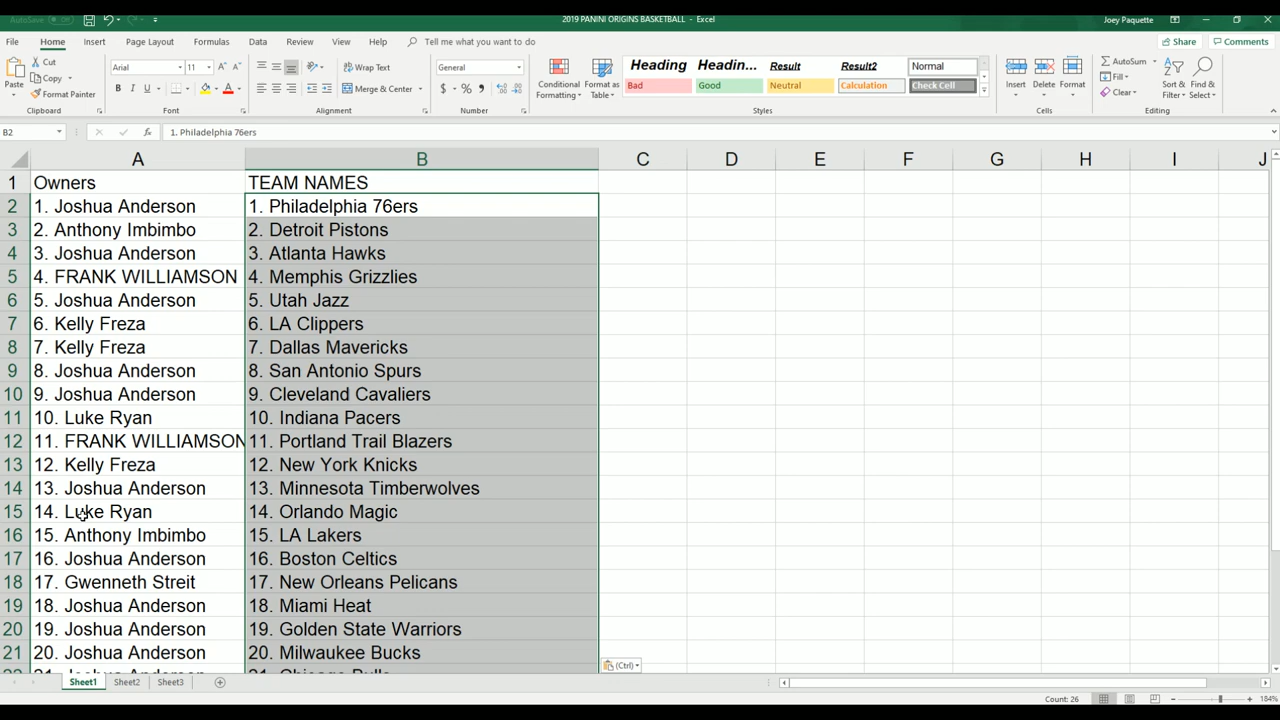 AutoSave Off
2019 PANINI ORIGINS BASKETBALL - Excel
Joey Paquette
File Home Insert Page Layout Formulas Data Review View Help Tell me what you want to do Share Comments
Paste Cut Copy Format Painter Clipboard
Arial 11 A A B I U A Font
Wrap Text Merge & Center Alignment
General $ % , Number
Conditional Formatting Format as Table
Heading... Headin... Result Result2 Normal
Bad Good Neutral Calculation Check Cell
Styles
Insert Delete Format Cells
AutoSum Fill Clear Sort & Filter Find & Select Editing
B2 fx 1. Philadelphia 76ers
A B C D E F G H I J
1 Owners TEAM NAMES
2 1. Joshua Anderson 1. Philadelphia 76ers
3 2. Anthony Imbimbo 2. Detroit Pistons
4 3. Joshua Anderson 3. Atlanta Hawks
5 4. FRANK WILLIAMSON 4. Memphis Grizzlies
6 5. Joshua Anderson 5. Utah Jazz
7 6. Kelly Freza 6. LA Clippers
8 7. Kelly Freza 7. Dallas Mavericks
9 8. Joshua Anderson 8. San Antonio Spurs
10 9. Joshua Anderson 9. Cleveland Cavaliers
11 10. Luke Ryan 10. Indiana Pacers
12 11. FRANK WILLIAMSON 11. Portland Trail Blazers
13 12. Kelly Freza 12. New York Knicks
14 13. Joshua Anderson 13. Minnesota Timberwolves
15 14. Luke Ryan 14. Orlando Magic
16 15. Anthony Imbimbo 15. LA Lakers
17 16. Joshua Anderson 16. Boston Celtics
18 17. Gwenneth Streit 17. New Orleans Pelicans
19 18. Joshua Anderson 18. Miami Heat
20 19. Joshua Anderson 19. Golden State Warriors
21 20. Joshua Anderson 20. Milwaukee Bucks
22 21. Joshua Anderson 21. Chicago Bulls
(Ctrl)
Sheet1 Sheet2 Sheet3
Count: 26 184%